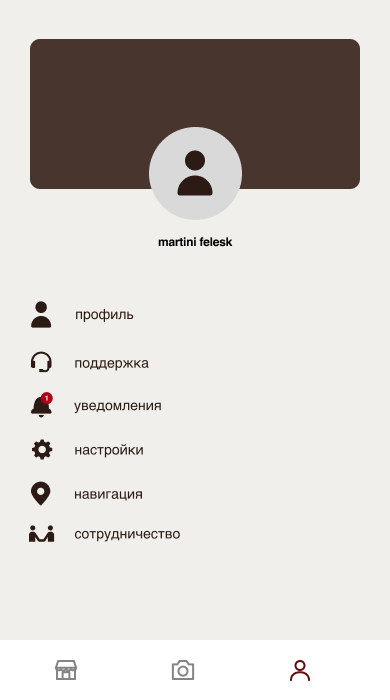 martini felesk
профиль
поддержка
1
уведомления
настройки
навигация
сотрудничество